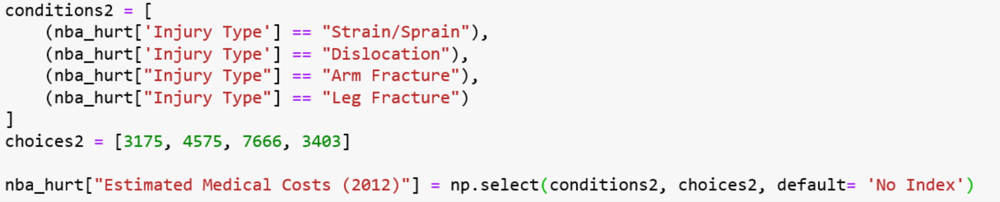 conditions2 = [
    (nba_hurt['Injury Type'] == "Strain/Sprain"),
    (nba_hurt['Injury Type'] == "Dislocation"),
    (nba_hurt["Injury Type"] == "Arm Fracture"),
    (nba_hurt["Injury Type"] == "Leg Fracture")
]
choices2 = [3175, 4575, 7666, 3403]
nba_hurt["Estimated Medical Costs (2012)"] = np.select(conditions2, choices2, default= 'No Index')